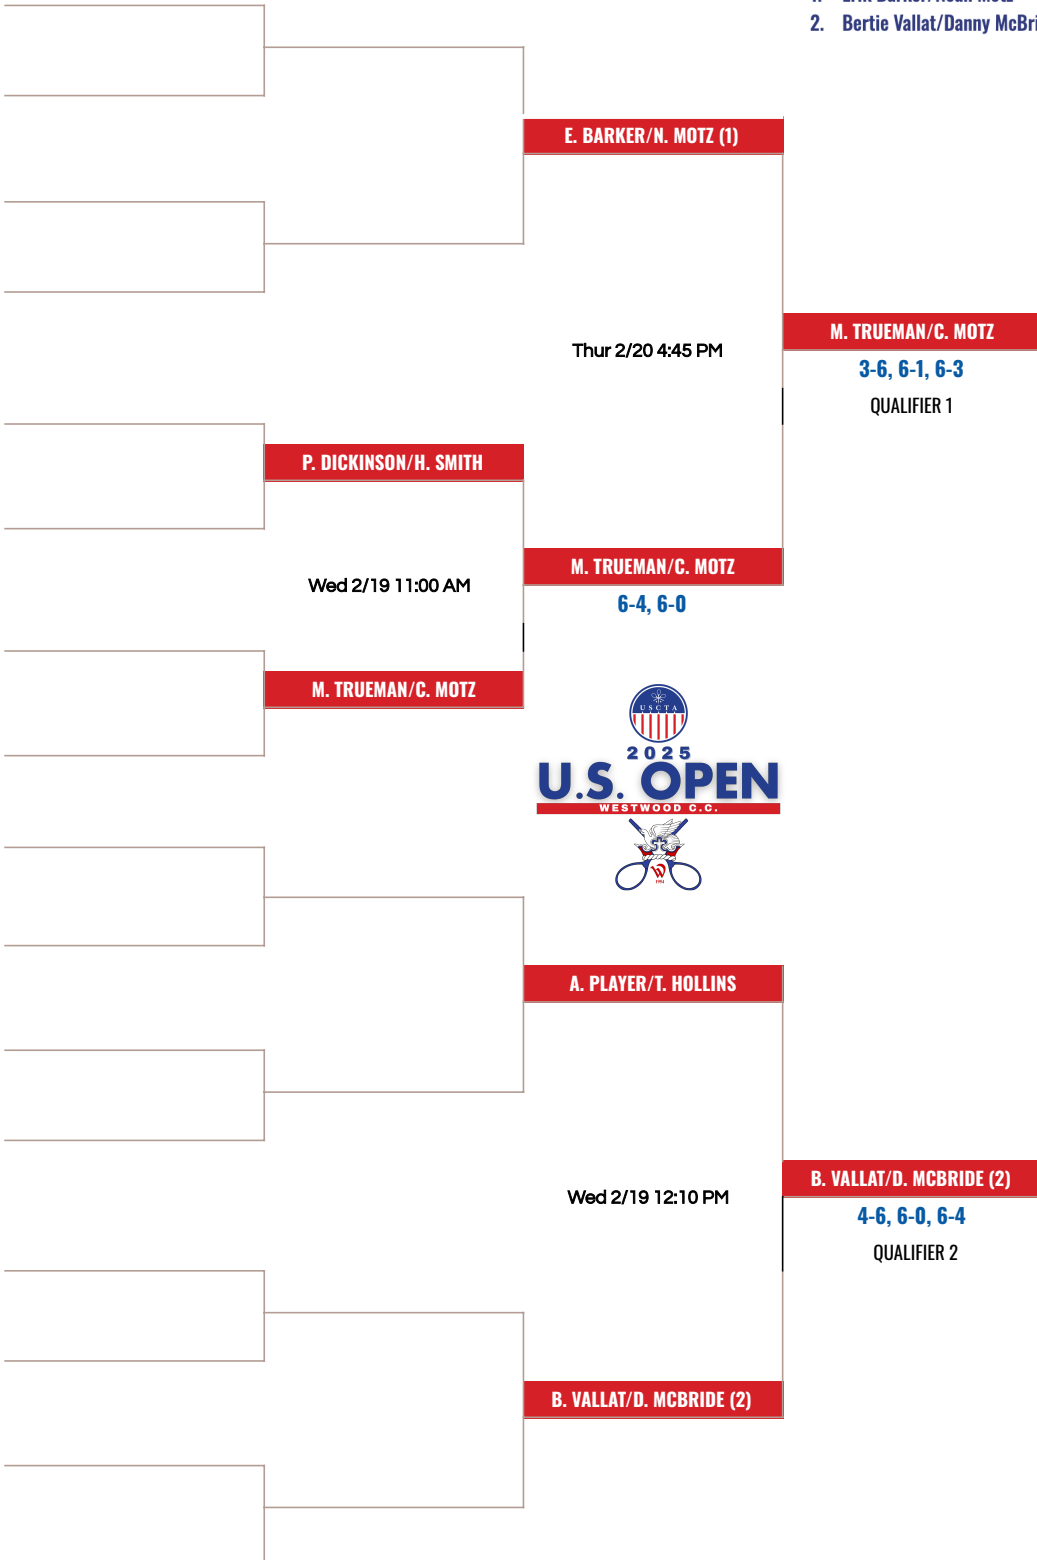 2. Bertie Vallat/Danny McBri
E. BARKER/N. MOTZ (1)
M. TRUEMAN/C. MOTZ
3-6, 6-1, 6-3
QUALIFIER 1
Thur 2/20 4:45 PM
P. DICKINSON/H. SMITH
Wed 2/19 11:00 AM
M. TRUEMAN/C. MOTZ
6-4, 6-0
M. TRUEMAN/C. MOTZ
USCTA
2025
U.S. OPEN
WESTWOOD C.C.
A. PLAYER/T. HOLLINS
Wed 2/19 12:10 PM
B. VALLAT/D. MCBRIDE (2)
4-6, 6-0, 6-4
QUALIFIER 2
B. VALLAT/D. MCBRIDE (2)